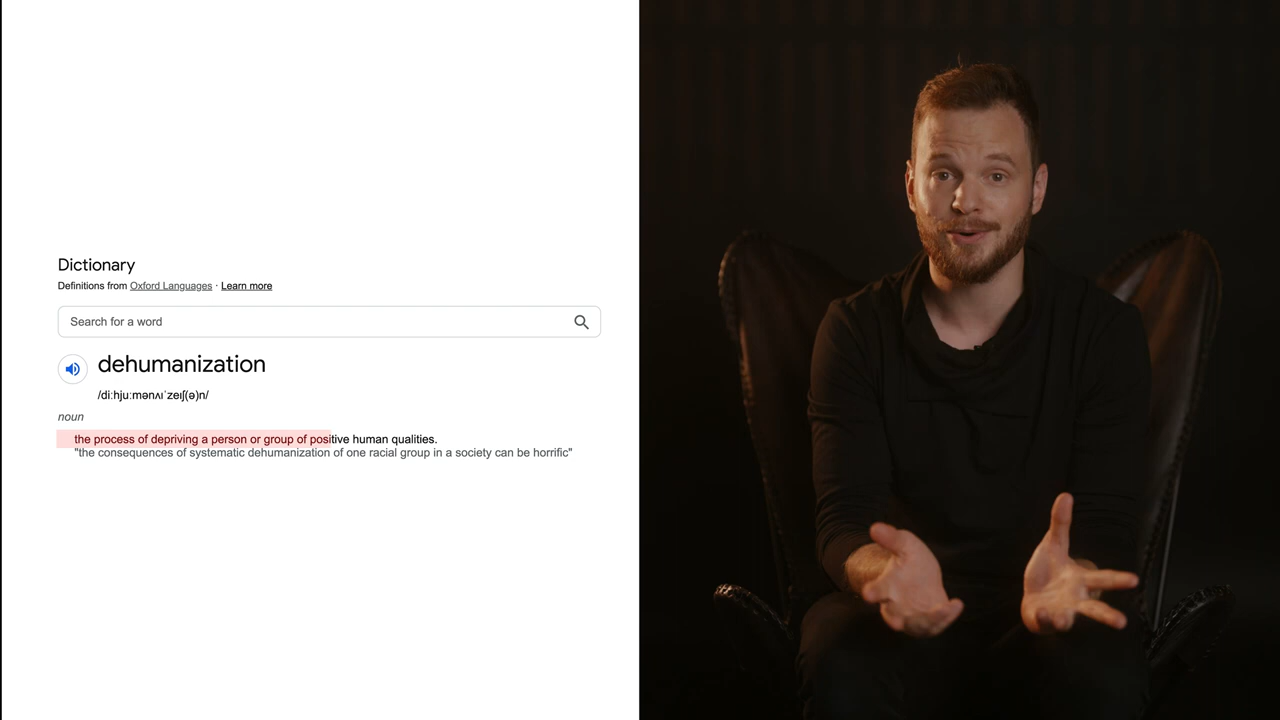 Dictionary
Definitions from Oxford Languages · Learn more
Search for a word
dehumanization
/diːhjuːmənʌɪˈzeɪʃ(ə)n/
noun
the process of depriving a person or group of positive human qualities.
"the consequences of systematic dehumanization of one racial group in a society can be horrific"